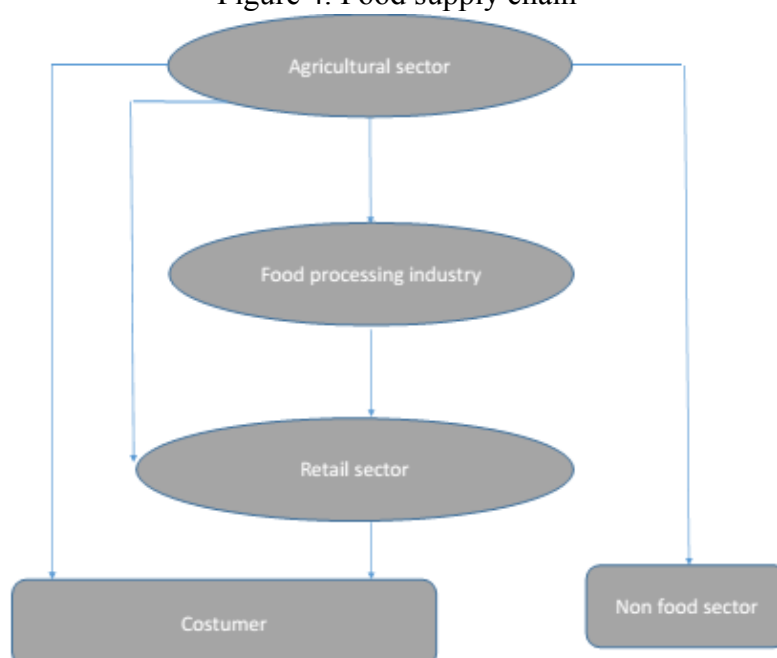 Figure 4. Food supply chain
Agricultural sector
Food processing industry
Retail sector
Costumer
Non food sector